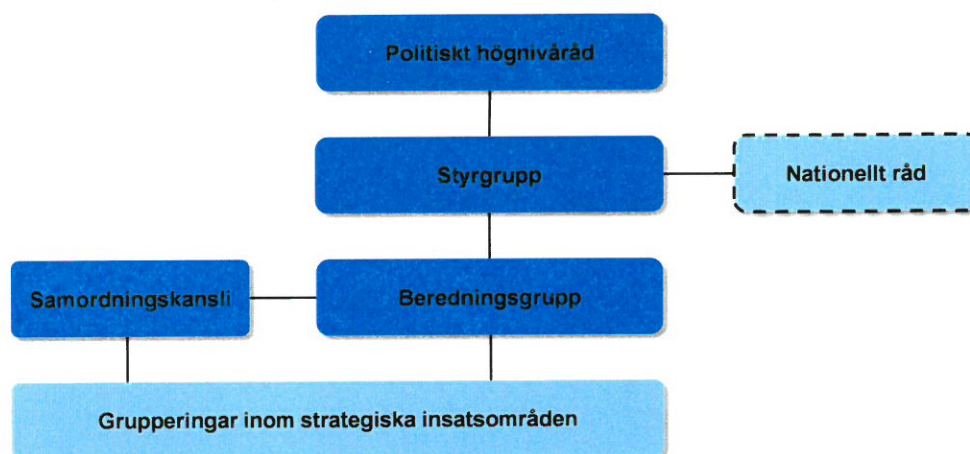 Politiskt högnivåråd
Styrgrupp
Nationellt råd
Samordningskansli
Beredningsgrupp
Grupperingar inom strategiska insatsområden